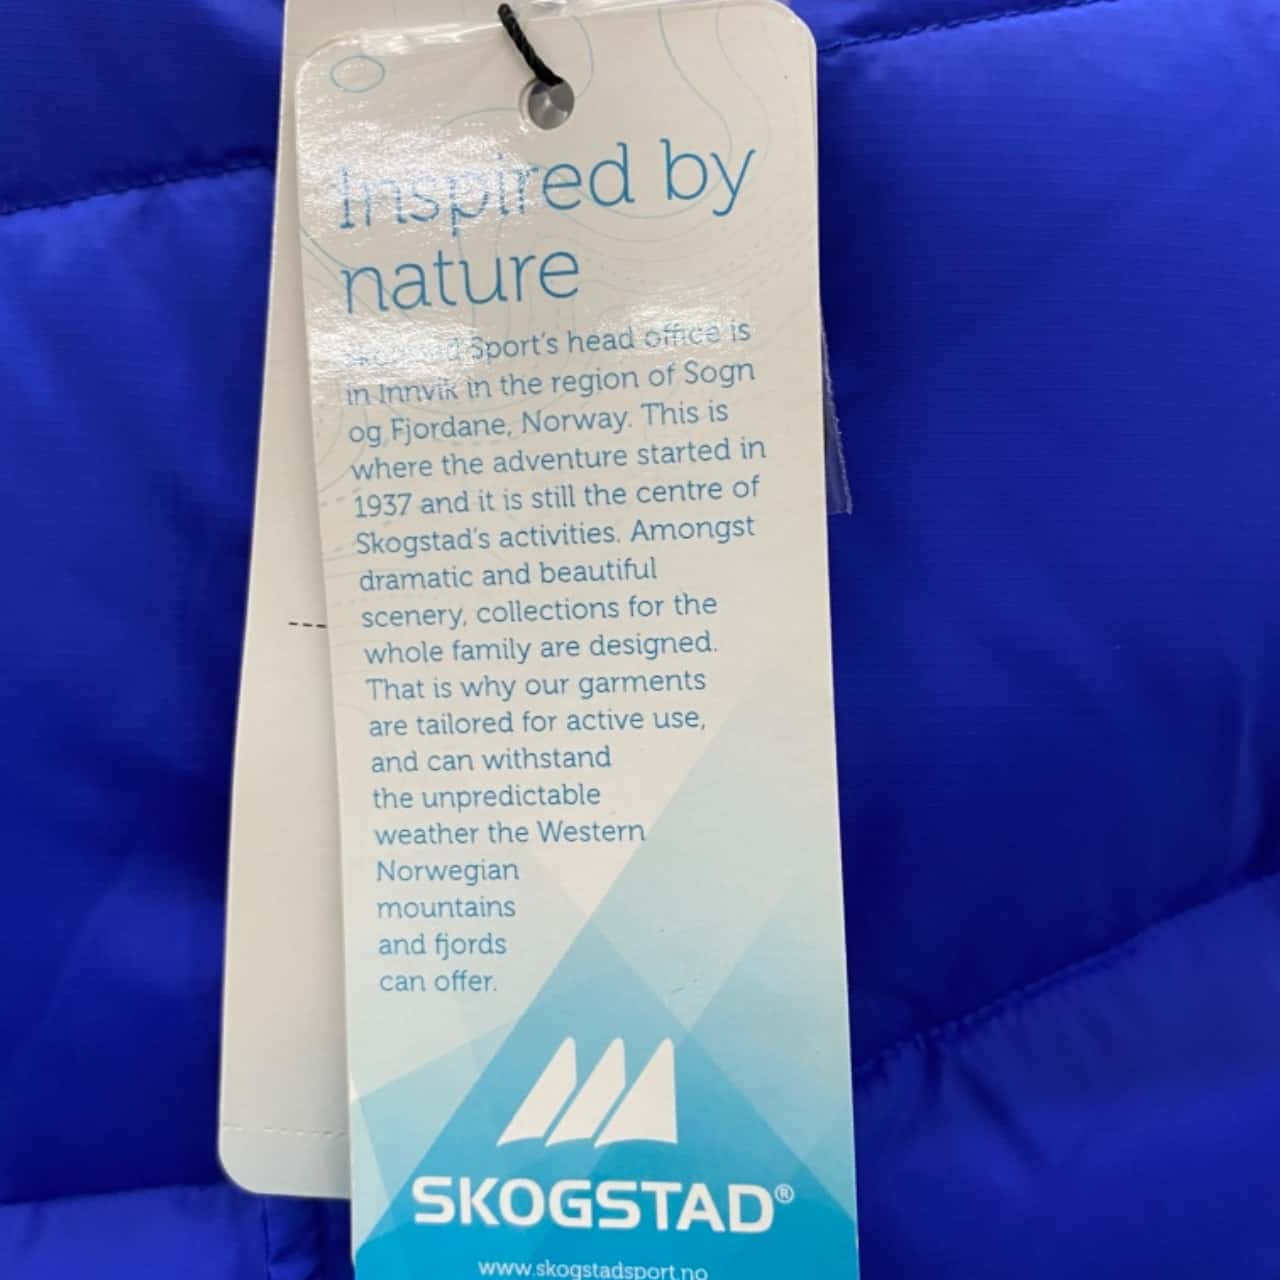 Inspired by
nature
Skogstad Sport's head office is
in Innvik in the region of Sogn
og Fjordane, Norway. This is
where the adventure started in
1937 and it is still the centre of
Skogstad's activities. Amongst
dramatic and beautiful
scenery, collections for the
whole family are designed.
That is why our garments
are tailored for active use,
and can withstand
the unpredictable
weather the Western
Norwegian
mountains
and fjords
can offer.
SKOGSTAD®
www.skogstadsport.no